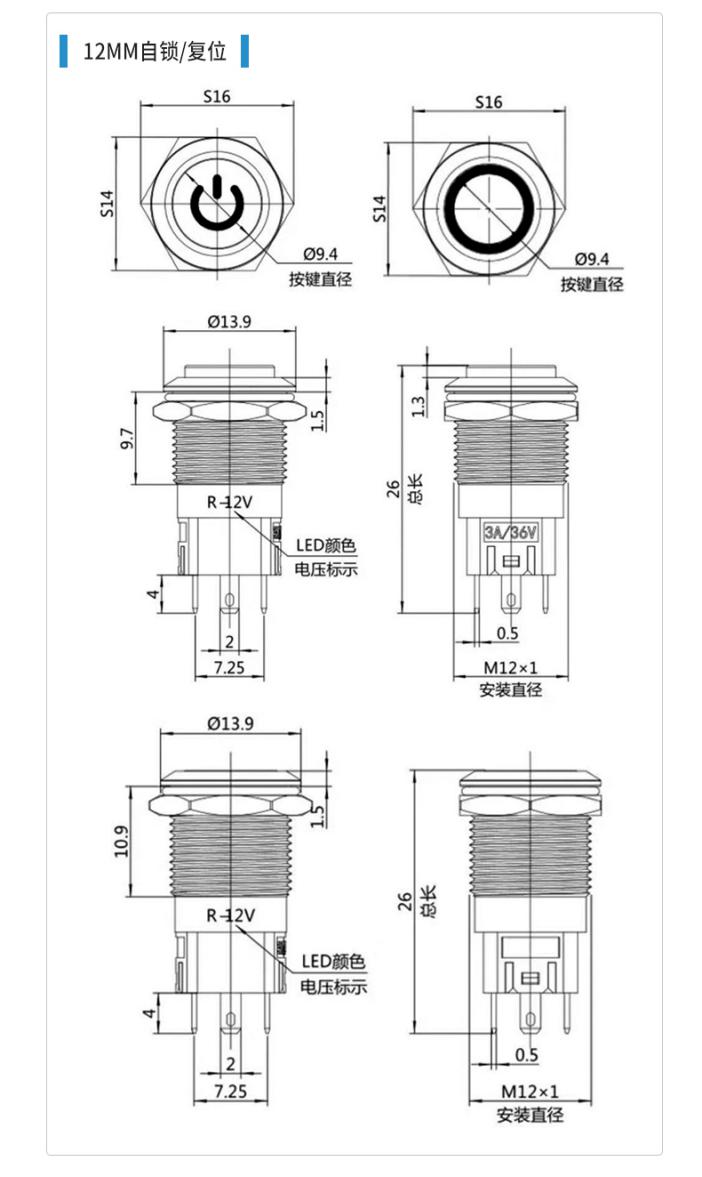 12MM自锁/复位
S16
S14
Ø9.4
按键直径
S16
S14
Ø9.4
按键直径
Ø13.9
1.5
9.7
R-12V
LED颜色
电压标示
4
2
7.25
1.3
26
总长
3A/36V
0.5
M12×1
安装直径
Ø13.9
1.5
10.9
R-12V
LED颜色
电压标示
4
2
7.25
26
总长
0.5
M12×1
安装直径